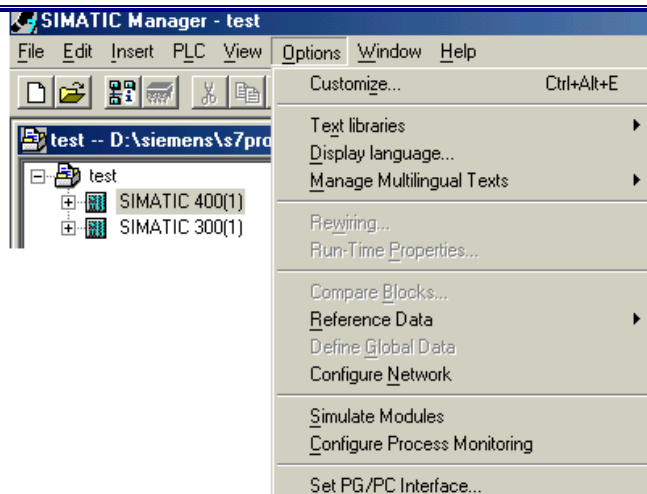 SIMATIC Manager - test
File Edit Insert PLC View Options Window Help
Customize... Ctrl+Alt+E
test -- D:\siemens\s7pro
Text libraries
Display language...
test
Manage Multilingual Texts
SIMATIC 400(1)
SIMATIC 300(1)
Rewiring...
Run-Time Properties...
Compare Blocks...
Reference Data
Define Global Data
Configure Network
Simulate Modules
Configure Process Monitoring
Set PG/PC Interface...